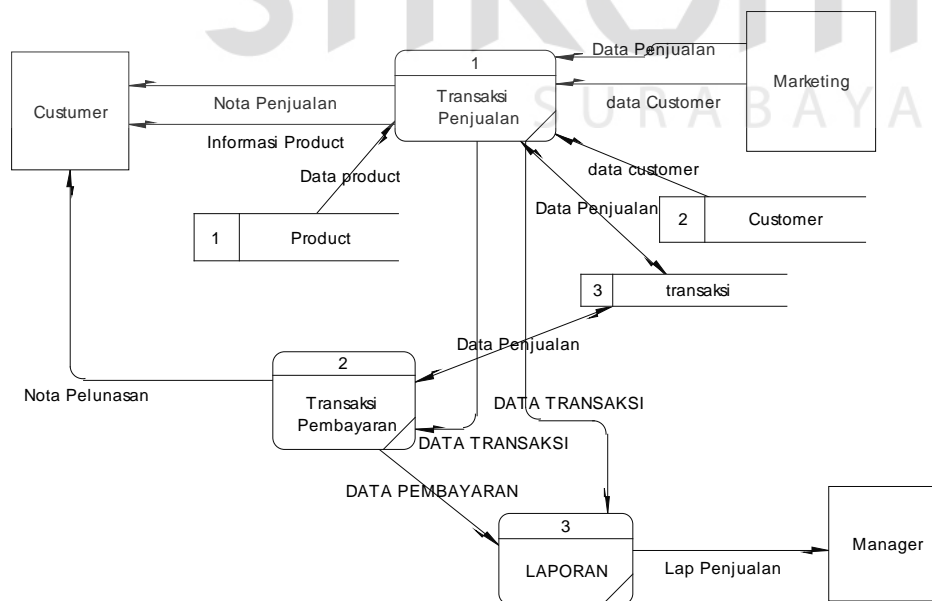 STIKOM
SURABAYA
Custumer
Nota Penjualan
Informasi Product
1
Transaksi
Penjualan
Data Penjualan
data Customer
Marketing
Data product
data customer
1
Product
Data Penjualan
2
Customer
3
transaksi
Data Penjualan
2
Transaksi
Pembayaran
Nota Pelunasan
DATA TRANSAKSI
DATA TRANSAKSI
DATA PEMBAYARAN
3
LAPORAN
Lap Penjualan
Manager